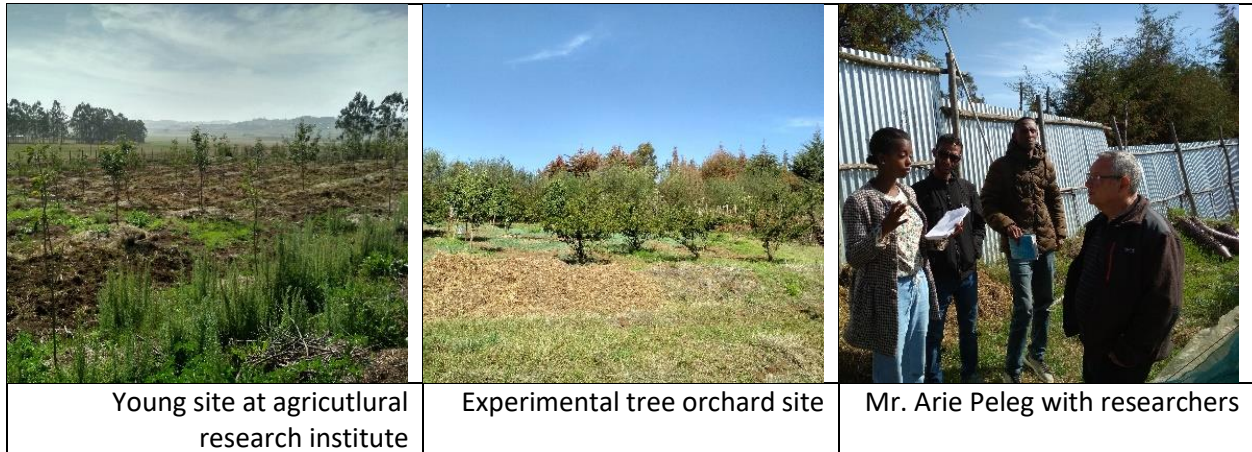 Young site at agricutlural
research institute
Experimental tree orchard site
Mr. Arie Peleg with researchers